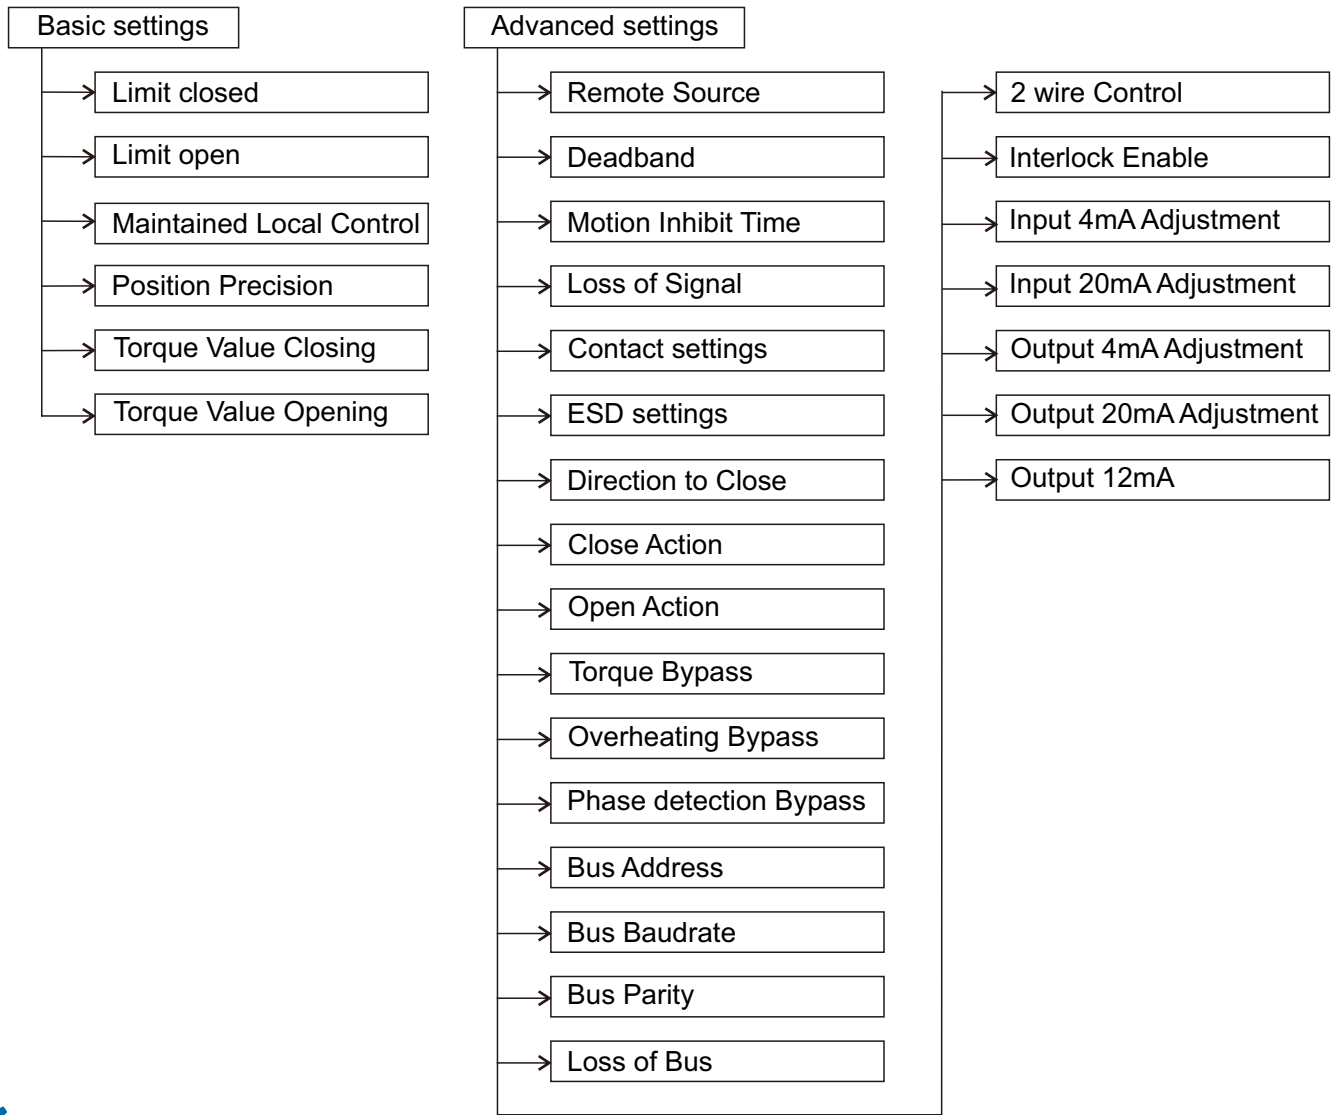 Basic settings
Limit closed
Limit open
Maintained Local Control
Position Precision
Torque Value Closing
Torque Value Opening
Advanced settings
Remote Source
Deadband
Motion Inhibit Time
Loss of Signal
Contact settings
ESD settings
Direction to Close
Close Action
Open Action
Torque Bypass
Overheating Bypass
Phase detection Bypass
Bus Address
Bus Baudrate
Bus Parity
Loss of Bus
2 wire Control
Interlock Enable
Input 4mA Adjustment
Input 20mA Adjustment
Output 4mA Adjustment
Output 20mA Adjustment
Output 12mA